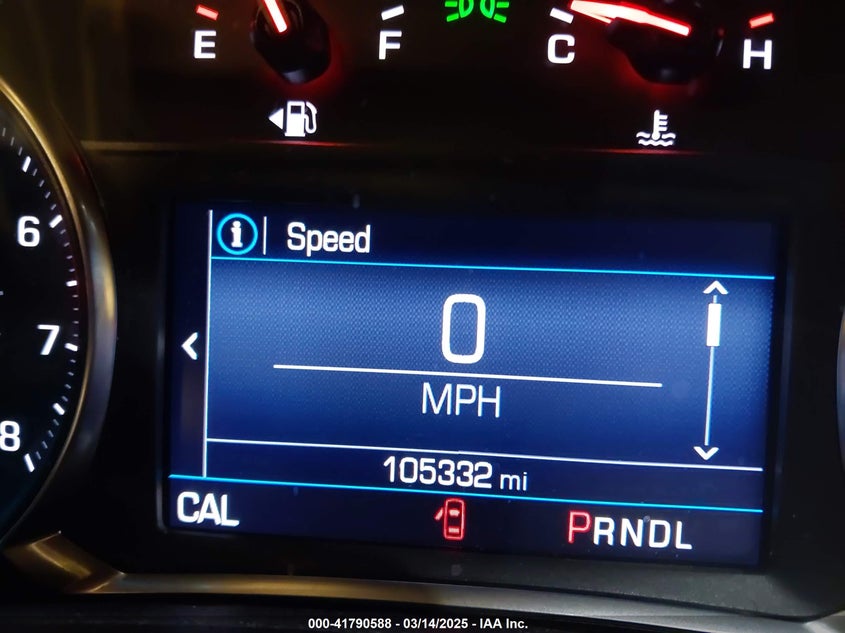 E F C H
6
7
8
i Speed
0
MPH
105332 mi
CAL PRNDL
000-41790588 - 03/14/2025 - IAA Inc.